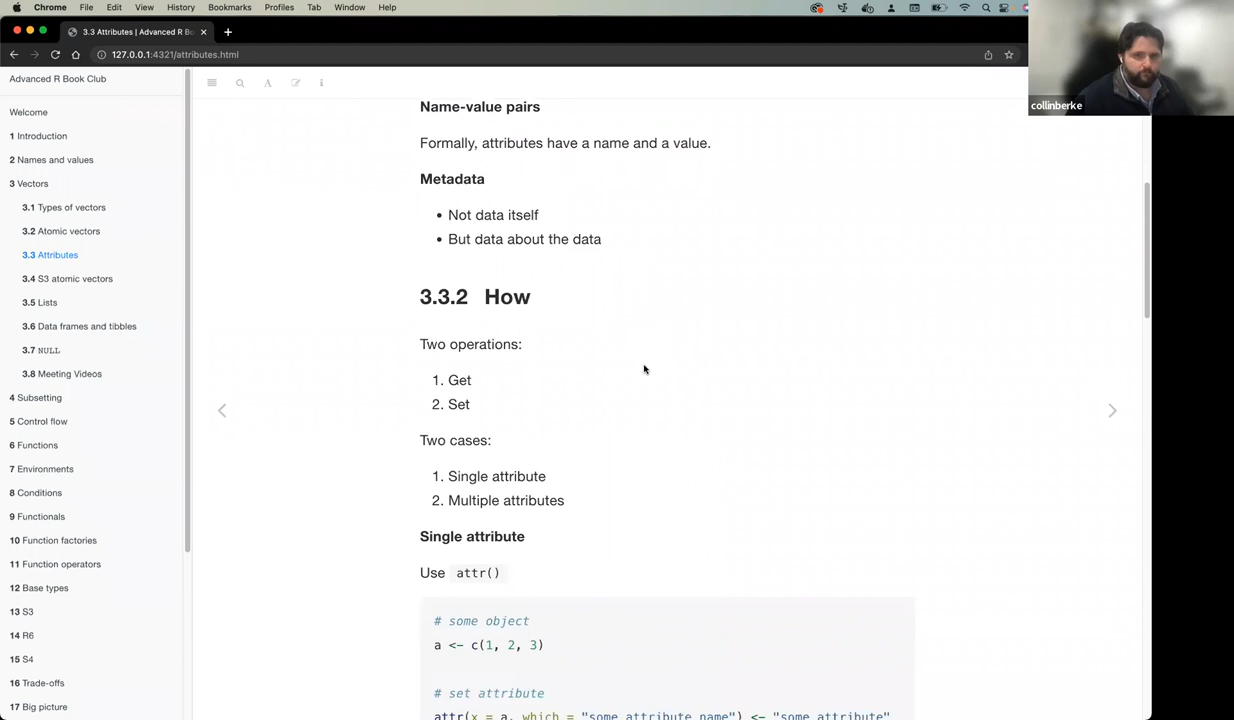 Chrome File Edit View History Bookmarks Profiles Tab Window Help
3.3 Attributes | Advanced R Bo
127.0.0.1:4321/attributes.html
collinberke
Advanced R Book Club
Welcome
1 Introduction
2 Names and values
3 Vectors
3.1 Types of vectors
3.2 Atomic vectors
3.3 Attributes
3.4 S3 atomic vectors
3.5 Lists
3.6 Data frames and tibbles
3.7 NULL
3.8 Meeting Videos
4 Subsetting
5 Control flow
6 Functions
7 Environments
8 Conditions
9 Functionals
10 Function factories
11 Function operators
12 Base types
13 S3
14 R6
15 S4
16 Trade-offs
17 Big picture
Name-value pairs
Formally, attributes have a name and a value.
Metadata
• Not data itself
• But data about the data
3.3.2 How
Two operations:
1. Get
2. Set
Two cases:
1. Single attribute
2. Multiple attributes
Single attribute
Use attr()
# some object
a <- c(1, 2, 3)
# set attribute
attr(x = a, which = "some_attribute_name") <- "some attribute"